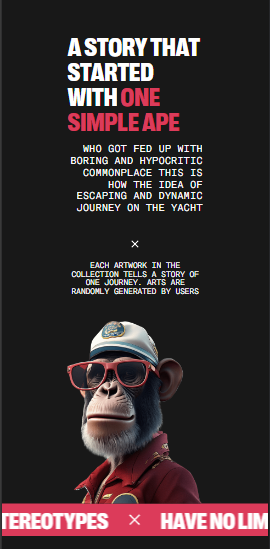 A STORY THAT
STARTED
WITH ONE
SIMPLE APE
WHO GOT FED UP WITH
BORING AND HYPOCRITIC
COMMONPLACE THIS IS
HOW THE IDEA OF
ESCAPING AND DYNAMIC
JOURNEY ON THE YACHT
×
EACH ARTWORK IN THE
COLLECTION TELLS A STORY OF
ONE JOURNEY. ARTS ARE
RANDOMLY GENERATED BY USERS
TEREOTYPES × HAVE NO LIM